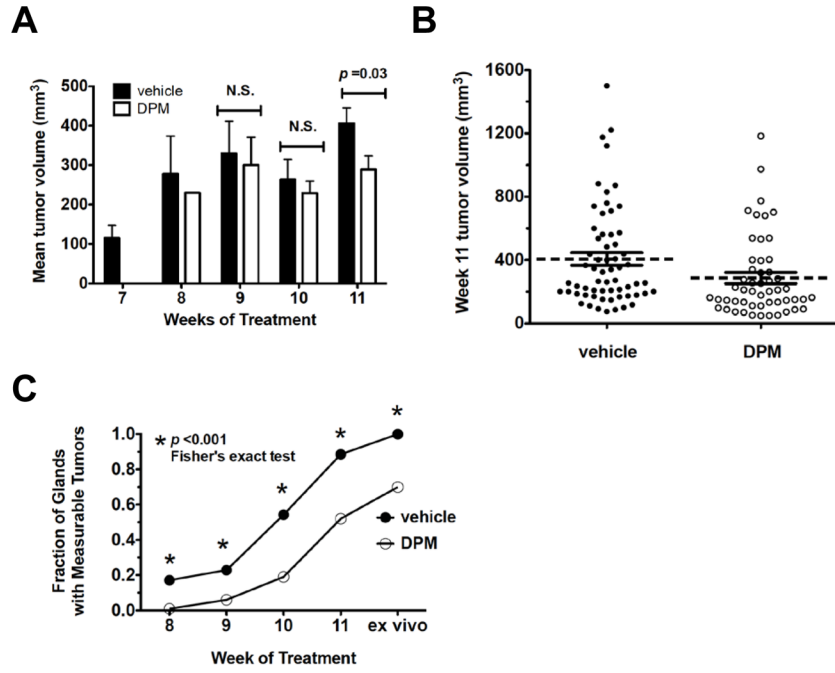 A
Mean tumor volume (mm³)
500
400
300
200
100
0
vehicle
DPM
N.S.
N.S.
p =0.03
7
8
9
10
11
Weeks of Treatment
B
Week 11 tumor volume (mm³)
1600
1200
800
400
0
vehicle
DPM
C
Fraction of Glands
with Measurable Tumors
1.0
0.8
0.6
0.4
0.2
0.0
* p <0.001
Fisher's exact test
*
*
*
*
*
vehicle
DPM
8
9
10
11
ex vivo
Week of Treatment